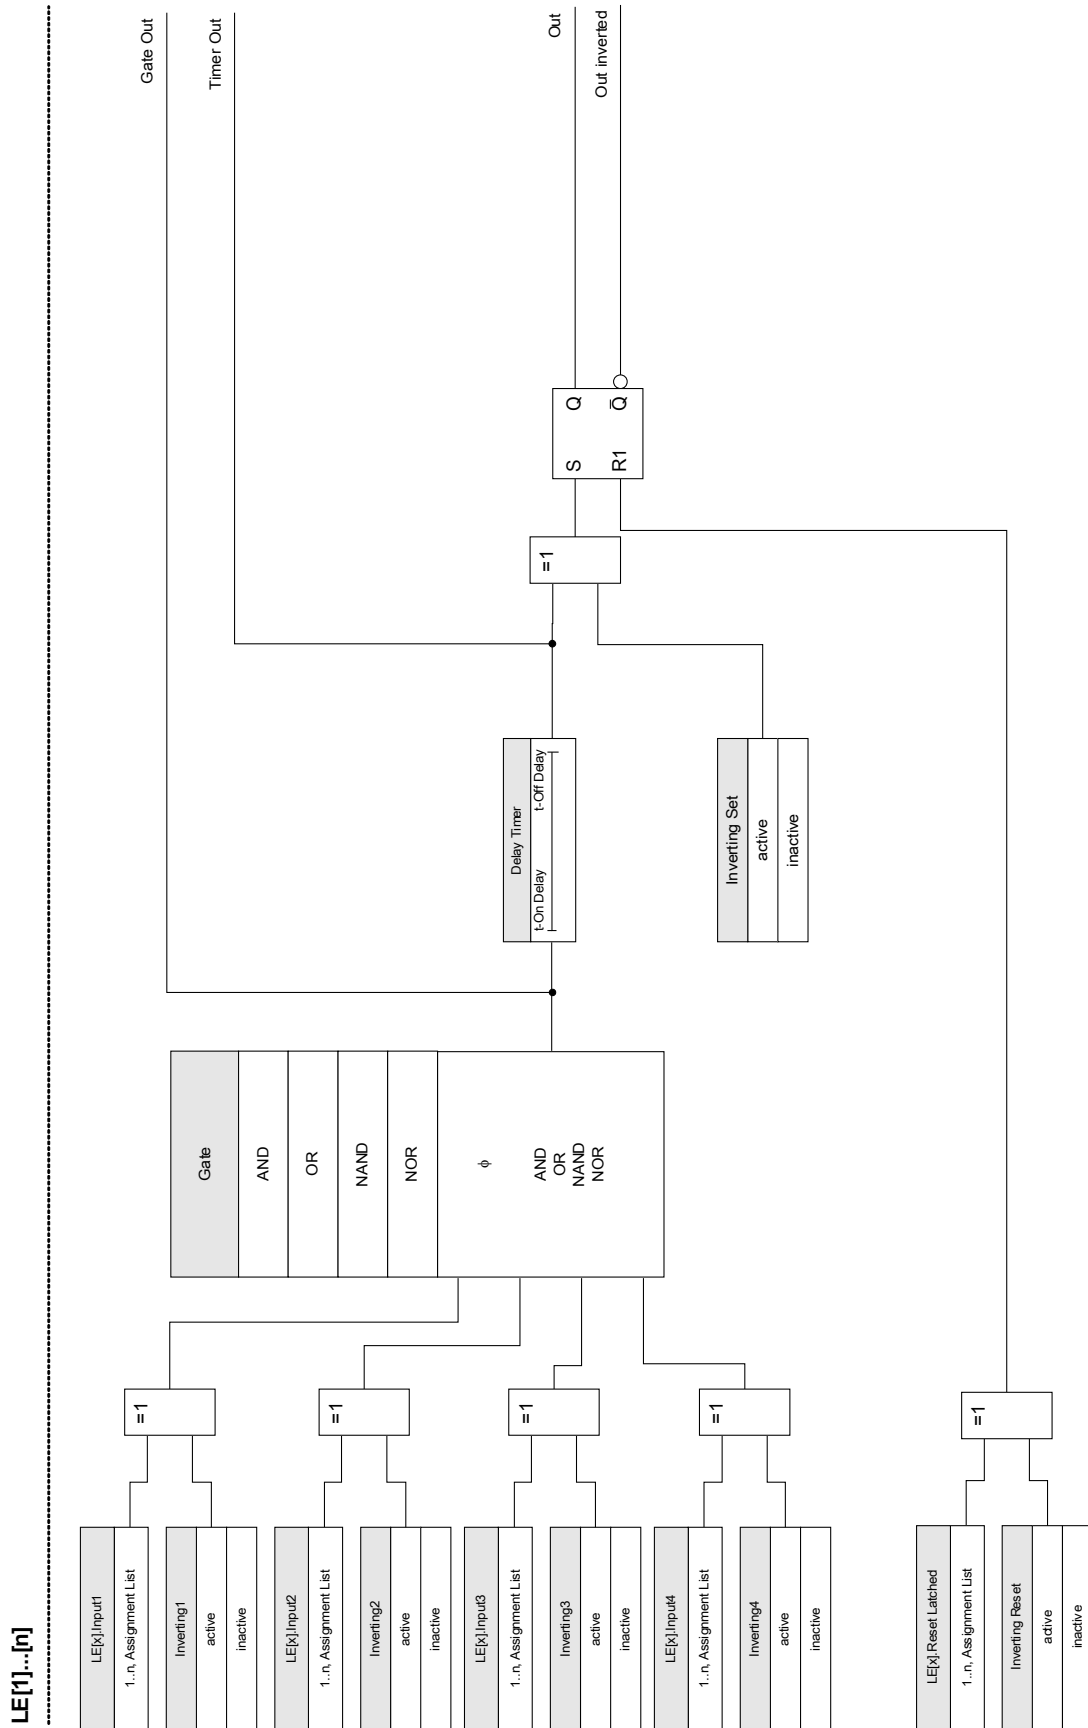 LE[1]...[n]
LE[x].Input1
1..n, Assignment List
Inverting1
active
inactive
LE[x].Input2
1..n, Assignment List
Inverting2
active
inactive
LE[x].Input3
1..n, Assignment List
Inverting3
active
inactive
LE[x].Input4
1..n, Assignment List
Inverting4
active
inactive
LE[x].Reset Latched
1..n, Assignment List
Inverting Reset
active
inactive
=1
=1
=1
=1
=1
Gate
AND
OR
NAND
NOR
ϕ
AND
OR
NAND
NOR
Delay Timer
t-On Delay t-Off Delay
Inverting Set
active
inactive
=1
S Q
R1 Q̅
Gate Out
Timer Out
Out
Out inverted